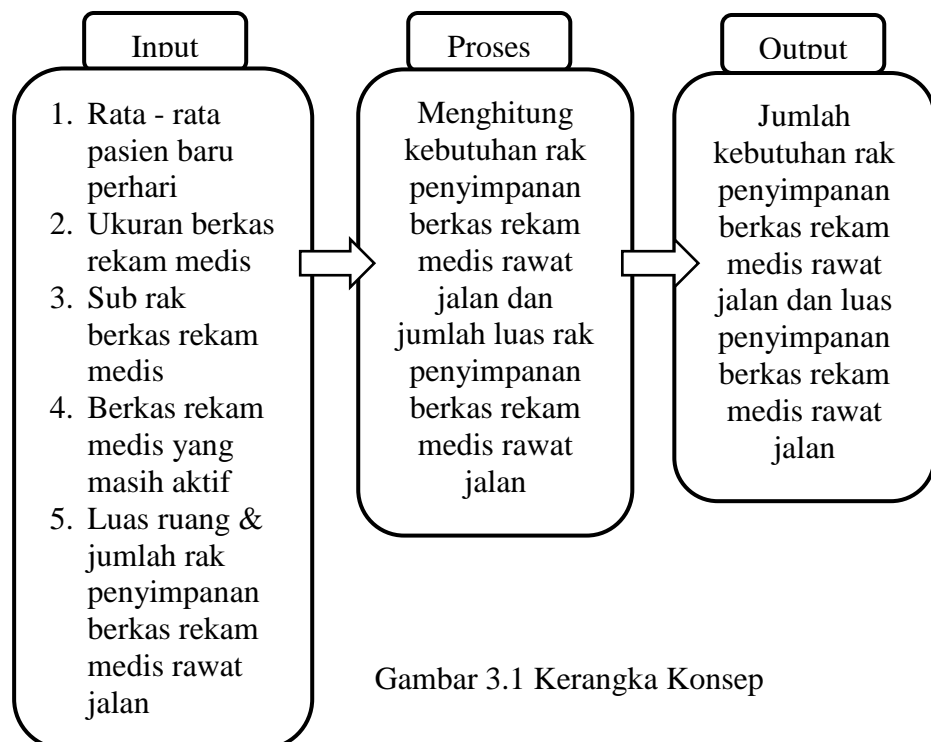 Input
1. Rata - rata
pasien baru
perhari
2. Ukuran berkas
rekam medis
3. Sub rak
berkas rekam
medis
4. Berkas rekam
medis yang
masih aktif
5. Luas ruang &
jumlah rak
penyimpanan
berkas rekam
medis rawat
jalan
Proses
Menghitung
kebutuhan rak
penyimpanan
berkas rekam
medis rawat
jalan dan
jumlah luas rak
penyimpanan
berkas rekam
medis rawat
jalan
Output
Jumlah
kebutuhan rak
penyimpanan
berkas rekam
medis rawat
jalan dan luas
penyimpanan
berkas rekam
medis rawat
jalan
Gambar 3.1 Kerangka Konsep